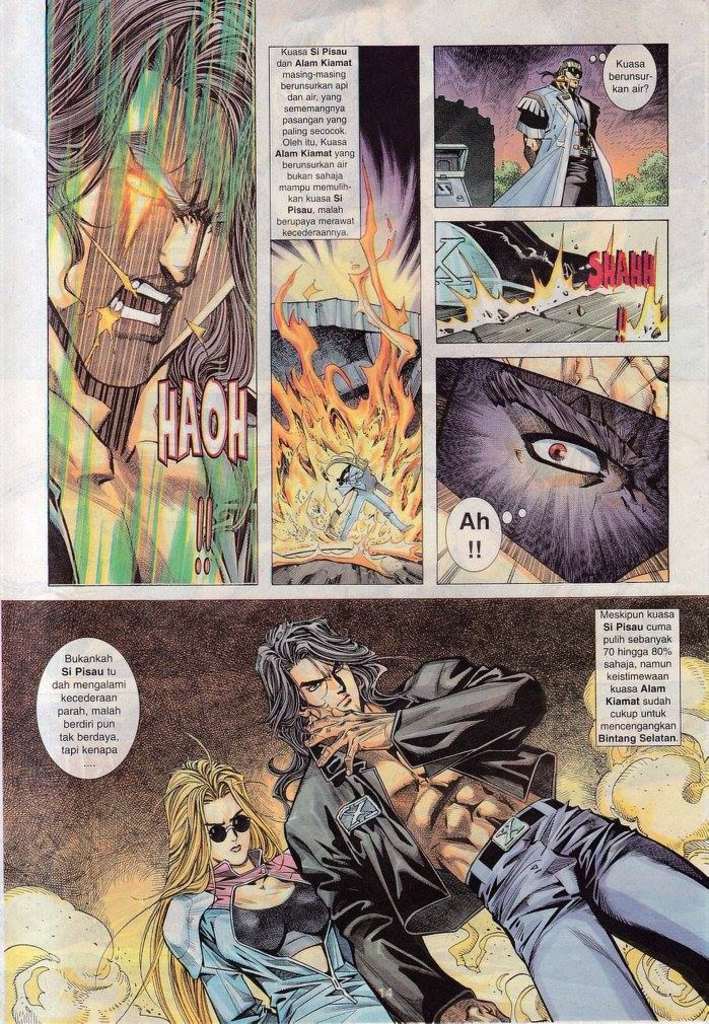 HAOH
!!!
Kuasa Si Pisau
dan Alam Kiamat
masing-masing
berunsurkan api
dan air, yang
sememangnya
pasangan yang
paling secocok.
Oleh itu, Kuasa
Alam Kiamat yang
berunsurkan air
bukan sahaja
mampu memulih-
kan kuasa Si
Pisau, malah
berupaya merawat
kecederaannya.
Kuasa
berunsur-
kan air?
SHAHH
!!
Ah
!!
Bukankah
Si Pisau tu
dah mengalami
kecederaan
parah, malah
berdiri pun
tak berdaya,
tapi kenapa
....
Meskipun kuasa
Si Pisau cuma
pulih sebanyak
70 hingga 80%
sahaja, namun
keistimewaan
kuasa Alam
Kiamat sudah
cukup untuk
mencengangkan
Bintang Selatan.
X
X
X
14